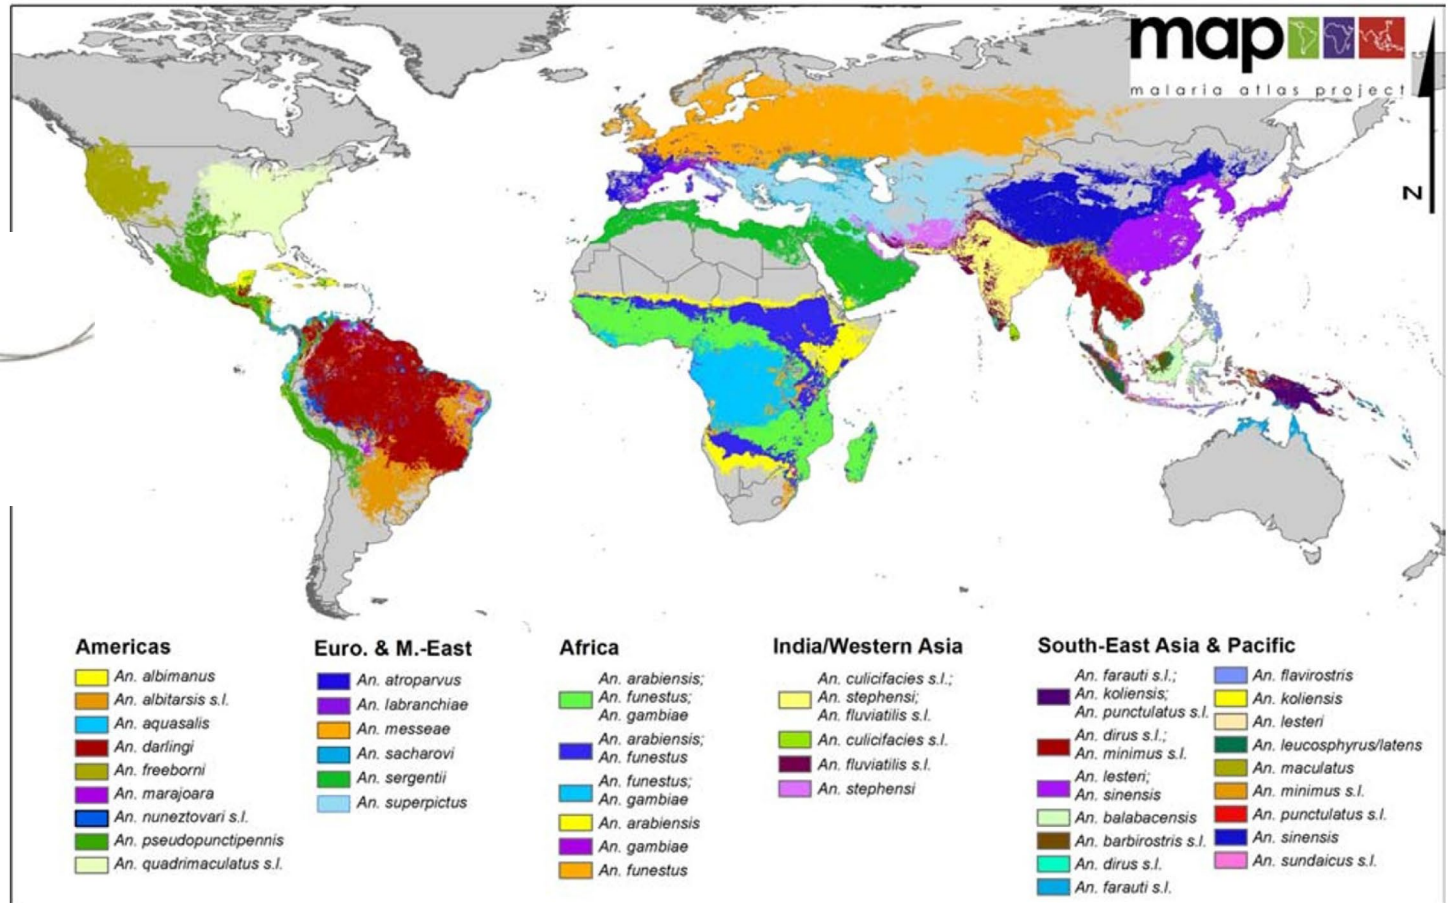 map
malaria atlas project
N
Americas
An. albimanus
An. albitarsis s.l.
An. aquasalis
An. darlingi
An. freeborni
An. marajoara
An. nuneztovari s.l.
An. pseudopunctipennis
An. quadrimaculatus s.l.
Euro. & M.-East
An. atroparvus
An. labranchiae
An. messeae
An. sacharovi
An. sergentii
An. superpictus
Africa
An. arabiensis;
An. funestus;
An. gambiae
An. arabiensis;
An. funestus
An. funestus;
An. gambiae
An. arabiensis
An. gambiae
An. funestus
India/Western Asia
An. culicifacies s.l.;
An. stephensi;
An. fluviatilis s.l.
An. culicifacies s.l.
An. fluviatilis s.l.
An. stephensi
South-East Asia & Pacific
An. farauti s.l.;
An. koliensis;
An. punctulatus s.l.
An. dirus s.l.;
An. minimus s.l.
An. lesteri;
An. sinensis
An. balabacensis
An. barbirostris s.l.
An. dirus s.l.
An. farauti s.l.
An. flavirostris
An. koliensis
An. lesteri
An. leucosphyrus/latens
An. maculatus
An. minimus s.l.
An. punctulatus s.l.
An. sinensis
An. sundaicus s.l.